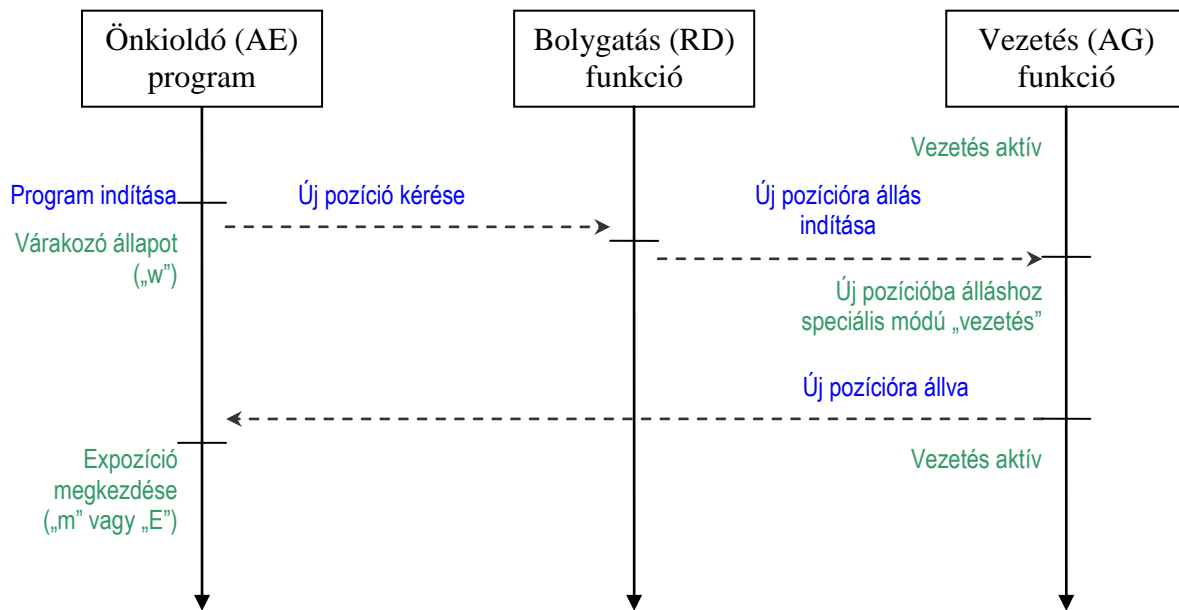 Önkioldó (AE)
program
Bolygatás (RD)
funkció
Vezetés (AG)
funkció
Vezetés aktív
Program indítása
Új pozíció kérése
Új pozícióra állás
indítása
Várakozó állapot
(„w”)
Új pozícióba álláshoz
speciális módú „vezetés”
Új pozícióra állva
Expozíció
megkezdése
(„m” vagy „E”)
Vezetés aktív